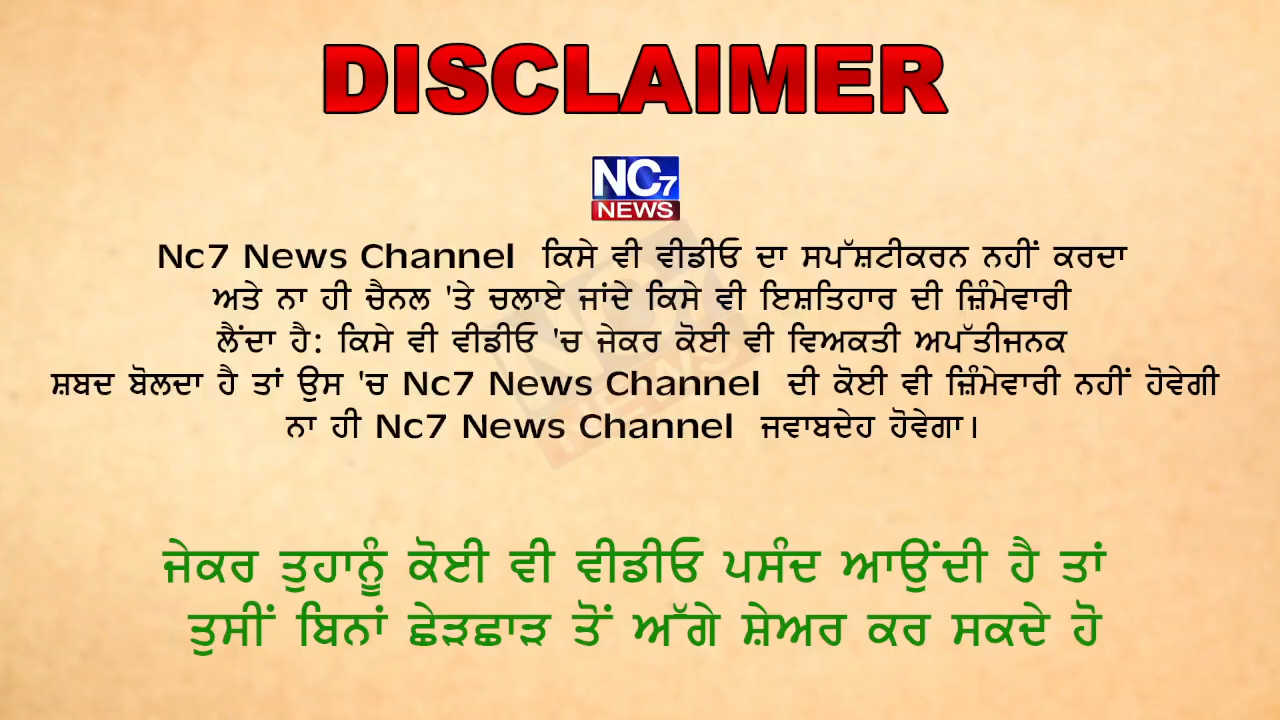 DISCLAIMER
NC7
NEWS
Nc7 News Channel ਕਿਸੇ ਵੀ ਵੀਡੀਓ ਦਾ ਸਪੱਸ਼ਟੀਕਰਨ ਨਹੀਂ ਕਰਦਾ
ਅਤੇ ਨਾ ਹੀ ਚੈਨਲ 'ਤੇ ਚਲਾਏ ਜਾਂਦੇ ਕਿਸੇ ਵੀ ਇਸ਼ਤਿਹਾਰ ਦੀ ਜ਼ਿੰਮੇਵਾਰੀ
ਲੈਂਦਾ ਹੈ: ਕਿਸੇ ਵੀ ਵੀਡੀਓ 'ਚ ਜੇਕਰ ਕੋਈ ਵੀ ਵਿਅਕਤੀ ਅਪੱਤੀਜਨਕ
ਸ਼ਬਦ ਬੋਲਦਾ ਹੈ ਤਾਂ ਉਸ 'ਚ Nc7 News Channel ਦੀ ਕੋਈ ਵੀ ਜ਼ਿੰਮੇਵਾਰੀ ਨਹੀਂ ਹੋਵੇਗੀ
ਨਾ ਹੀ Nc7 News Channel ਜਵਾਬਦੇਹ ਹੋਵੇਗਾ।
ਜੇਕਰ ਤੁਹਾਨੂੰ ਕੋਈ ਵੀ ਵੀਡੀਓ ਪਸੰਦ ਆਉਂਦੀ ਹੈ ਤਾਂ
ਤੁਸੀਂ ਬਿਨਾਂ ਛੇੜਛਾੜ ਤੋਂ ਅੱਗੇ ਸ਼ੇਅਰ ਕਰ ਸਕਦੇ ਹੋ